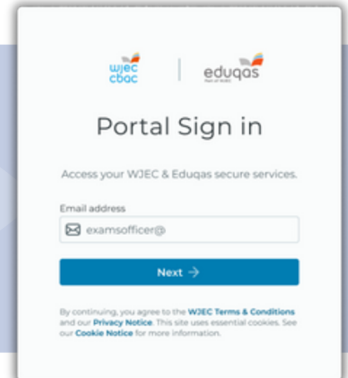 wjec
cbac
eduqas
Portal Sign in
Access your WJEC & Eduqas secure services.
Email address
examsofficer@
Next →
By continuing, you agree to the WJEC Terms & Conditions
and our Privacy Notice. This site uses essential cookies. See
our Cookie Notice for more information.